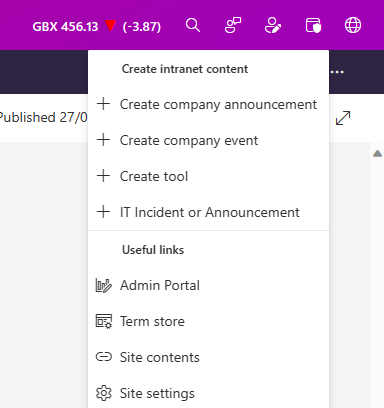 GBX 456.13 ▼ (-3.87)
Create intranet content
Published 27/0
Create company announcement
Create company event
Create tool
IT Incident or Announcement
Useful links
Admin Portal
Term store
Site contents
Site settings